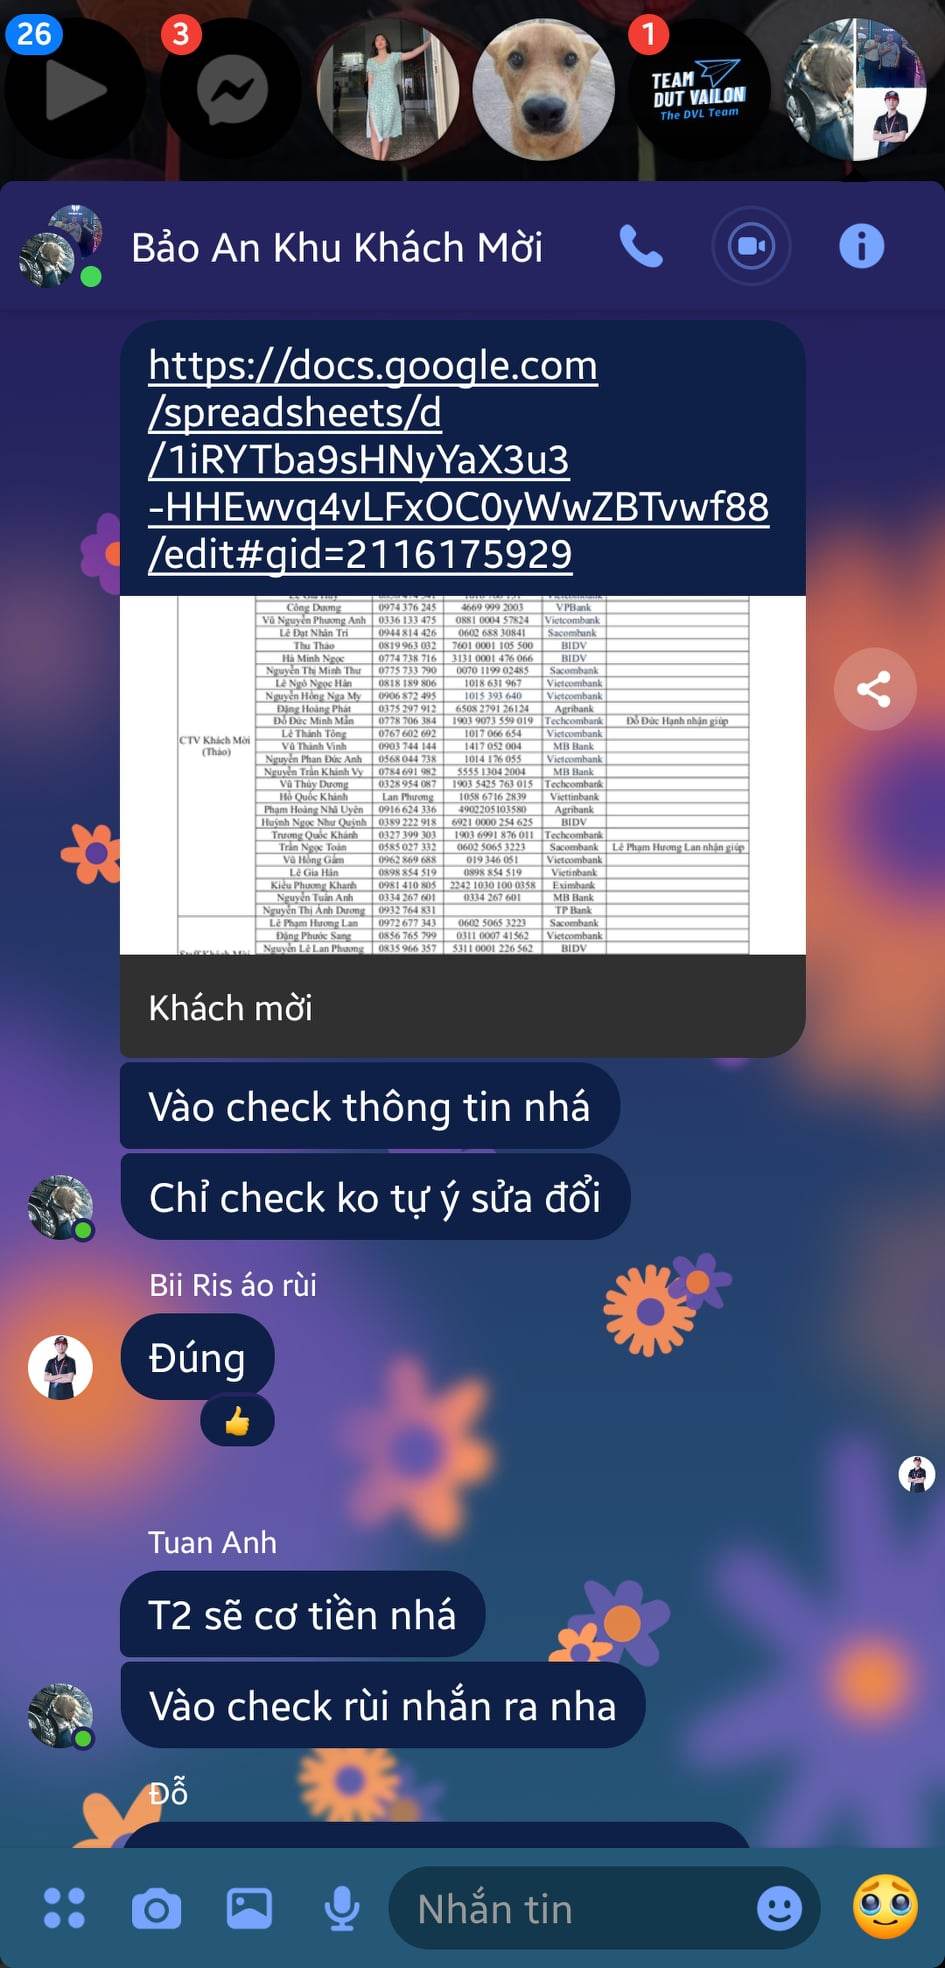 26
3
1
TEAM
DUT VAILON
The DVL Team
Bảo An Khu Khách Mời
https://docs.google.com
/spreadsheets/d
/1iRYTba9sHNyYaX3u3
-HHEwvq4vLFxOC0yWwZBTvwf88
/edit#gid=2116175929
Công Dương 0974 376 245 4669 999 2003 VPBank
Vũ Nguyễn Phương Anh 0336 133 475 0881 0004 57824 Vietcombank
Lê Đạt Nhân Trí 0944 814 426 0602 688 30841 Sacombank
Thu Thảo 0819 963 032 7601 0001 105 500 BIDV
Hà Minh Ngọc 0774 738 716 3131 0001 476 066 BIDV
Nguyễn Thị Minh Thư 0775 733 790 0070 1199 02485 Sacombank
Lê Ngô Ngọc Hân 0818 189 806 1018 631 967 Vietcombank
Nguyễn Hồng Nga My 0906 872 495 1015 393 640 Vietcombank
Đặng Hoàng Phát 0375 297 912 6508 2791 26124 Agribank
Đỗ Đức Minh Mẫn 0778 706 384 1903 9073 559 019 Techcombank Đỗ Đức Hạnh nhận giúp
Lê Thành Tông 0767 602 692 1017 066 654 Vietcombank
CTV Khách Mời
(Thảo)
Vũ Thành Vinh 0903 744 144 1417 052 004 MB Bank
Nguyễn Phan Đức Anh 0568 044 738 1014 176 055 Vietcombank
Nguyễn Trần Khánh Vy 0784 691 982 5555 1304 2004 MB Bank
Vũ Thùy Dương 0328 954 087 1903 5425 763 015 Techcombank
Hồ Quốc Khánh Lan Phương 1058 6716 2839 Viettinbank
Phạm Hoàng Nhã Uyên 0916 624 336 4902205103580 Agribank
Huỳnh Ngọc Như Quỳnh 0389 222 918 6921 0000 254 625 BIDV
Trương Quốc Khánh 0327 399 303 1903 6991 876 011 Techcombank
Trần Ngọc Toàn 0585 027 332 0602 5065 3223 Sacombank Lê Phạm Hương Lan nhận giúp
Vũ Hồng Gấm 0962 869 688 019 346 051 Vietcombank
Lê Gia Hân 0898 854 519 0898 854 519 Vietinbank
Kiều Phương Khanh 0981 410 805 2242 1030 100 0358 Eximbank
Nguyễn Tuấn Anh 0334 267 601 0334 267 601 MB Bank
Nguyễn Thị Ánh Dương 0932 764 831 TP Bank
Lê Phạm Hương Lan 0972 677 343 0602 5065 3223 Sacombank
Đặng Phước Sang 0856 765 799 0311 0007 41562 Vietcombank
Nguyễn Lê Lan Phương 0835 966 357 5311 0001 226 562 BIDV
Khách mời
Vào check thông tin nhá
Chỉ check ko tự ý sửa đổi
Bii Ris áo rùi
Đúng
Tuan Anh
T2 sẽ cơ tiền nhá
Vào check rùi nhắn ra nha
Đỗ
Nhắn tin